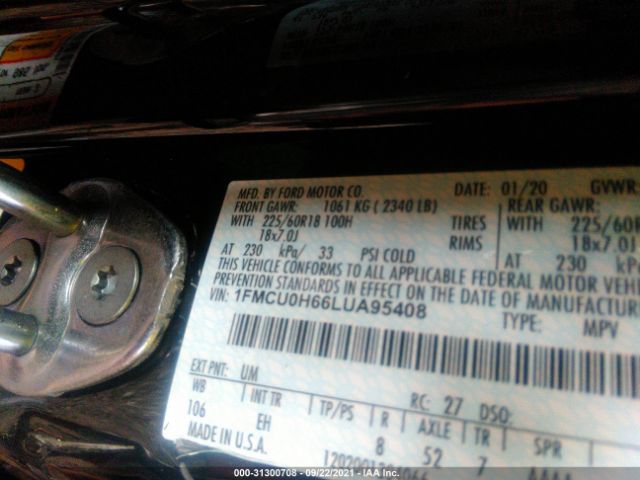 MFD. BY FORD MOTOR CO.
DATE: 01/20 GVWR:
FRONT GAWR: 1061 KG ( 2340 LB) REAR GAWR:
WITH 225/60R18 100H TIRES WITH 225/60R
18x7.0J RIMS 18x7.0J
AT 230 kPa/ 33 PSI COLD AT 230 kPa
THIS VEHICLE CONFORMS TO ALL APPLICABLE FEDERAL MOTOR VEHI
PREVENTION STANDARDS IN EFFECT ON THE DATE OF MANUFACTUR
VIN: 1FMCU0H66LUA95408
TYPE: MPV
EXT PNT: UM RC: 27 DSO:
WB INT TR TP/PS R AXLE TR SPR
106 EH 8 52 7
MADE IN U.S.A.
000-31300708 - 09/22/2021 - IAAI.COM